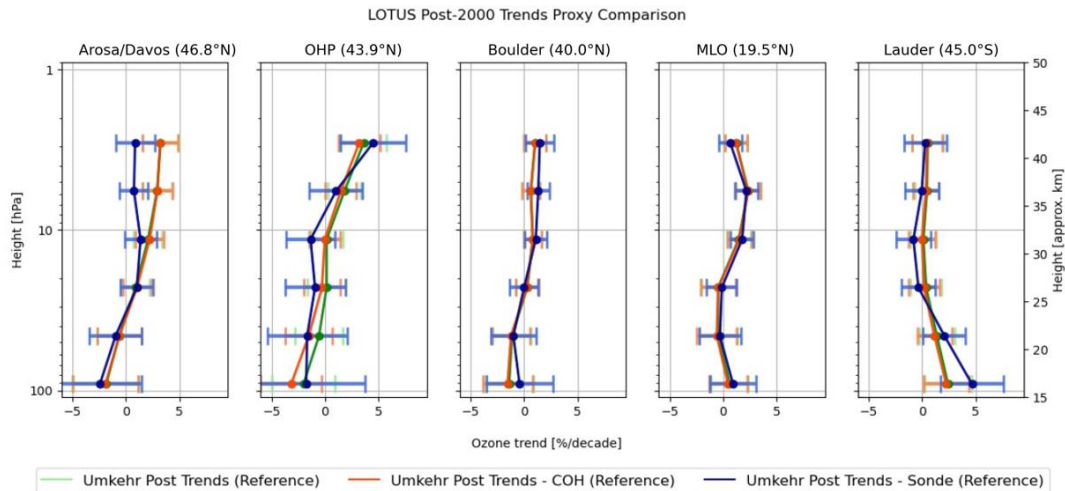 LOTUS Post-2000 Trends Proxy Comparison
Arosa/Davos (46.8°N) OHP (43.9°N) Boulder (40.0°N) MLO (19.5°N) Lauder (45.0°S)
Height [hPa]
1
10
100
Height [approx. km]
50
45
40
35
30
25
20
15
−5 0 5 −5 0 5 −5 0 5 −5 0 5 −5 0 5
Ozone trend [%/decade]
Umkehr Post Trends (Reference) Umkehr Post Trends - COH (Reference) Umkehr Post Trends - Sonde (Reference)